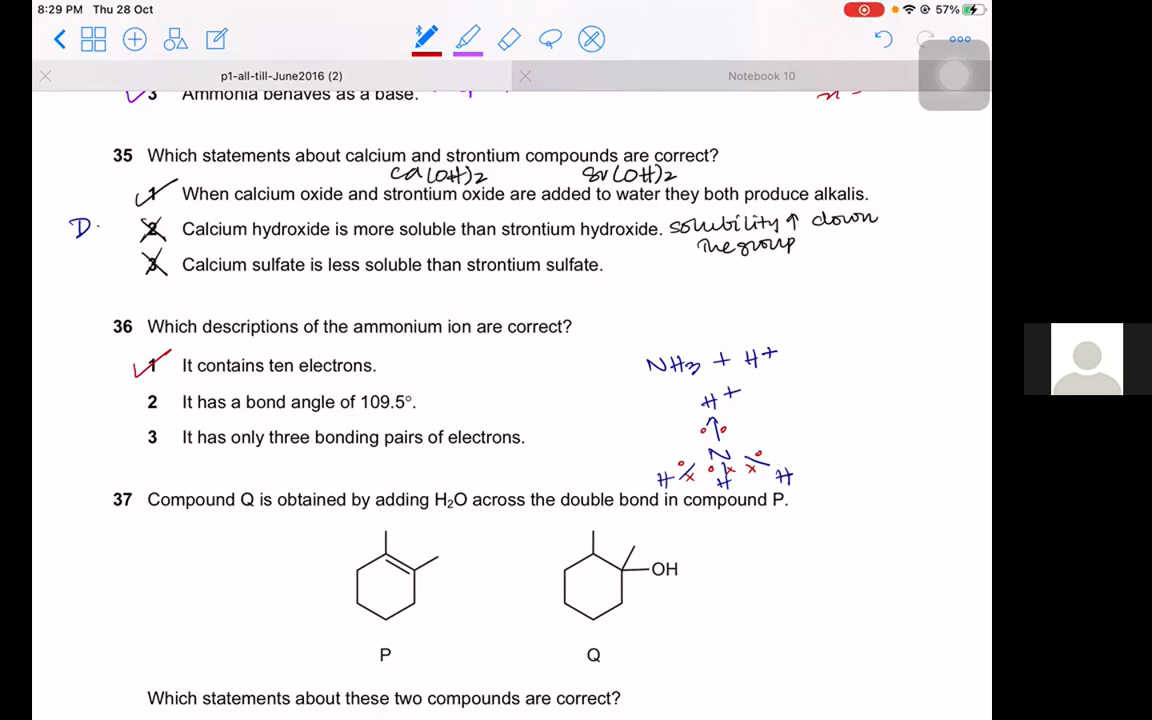 8:29 PM Thu 28 Oct
57%
p1-all-till-June2016 (2)
Notebook 10
3 Ammonia behaves as a base.
35 Which statements about calcium and strontium compounds are correct?
Ca(OH)2 Sr(OH)2
1 When calcium oxide and strontium oxide are added to water they both produce alkalis.
D.
2 Calcium hydroxide is more soluble than strontium hydroxide. solubility ↑ down
the group
3 Calcium sulfate is less soluble than strontium sulfate.
36 Which descriptions of the ammonium ion are correct?
NH3 + H+
1 It contains ten electrons.
H+
2 It has a bond angle of 109.5°.
3 It has only three bonding pairs of electrons.
N
H H H
37 Compound Q is obtained by adding H₂O across the double bond in compound P.
OH
P Q
Which statements about these two compounds are correct?